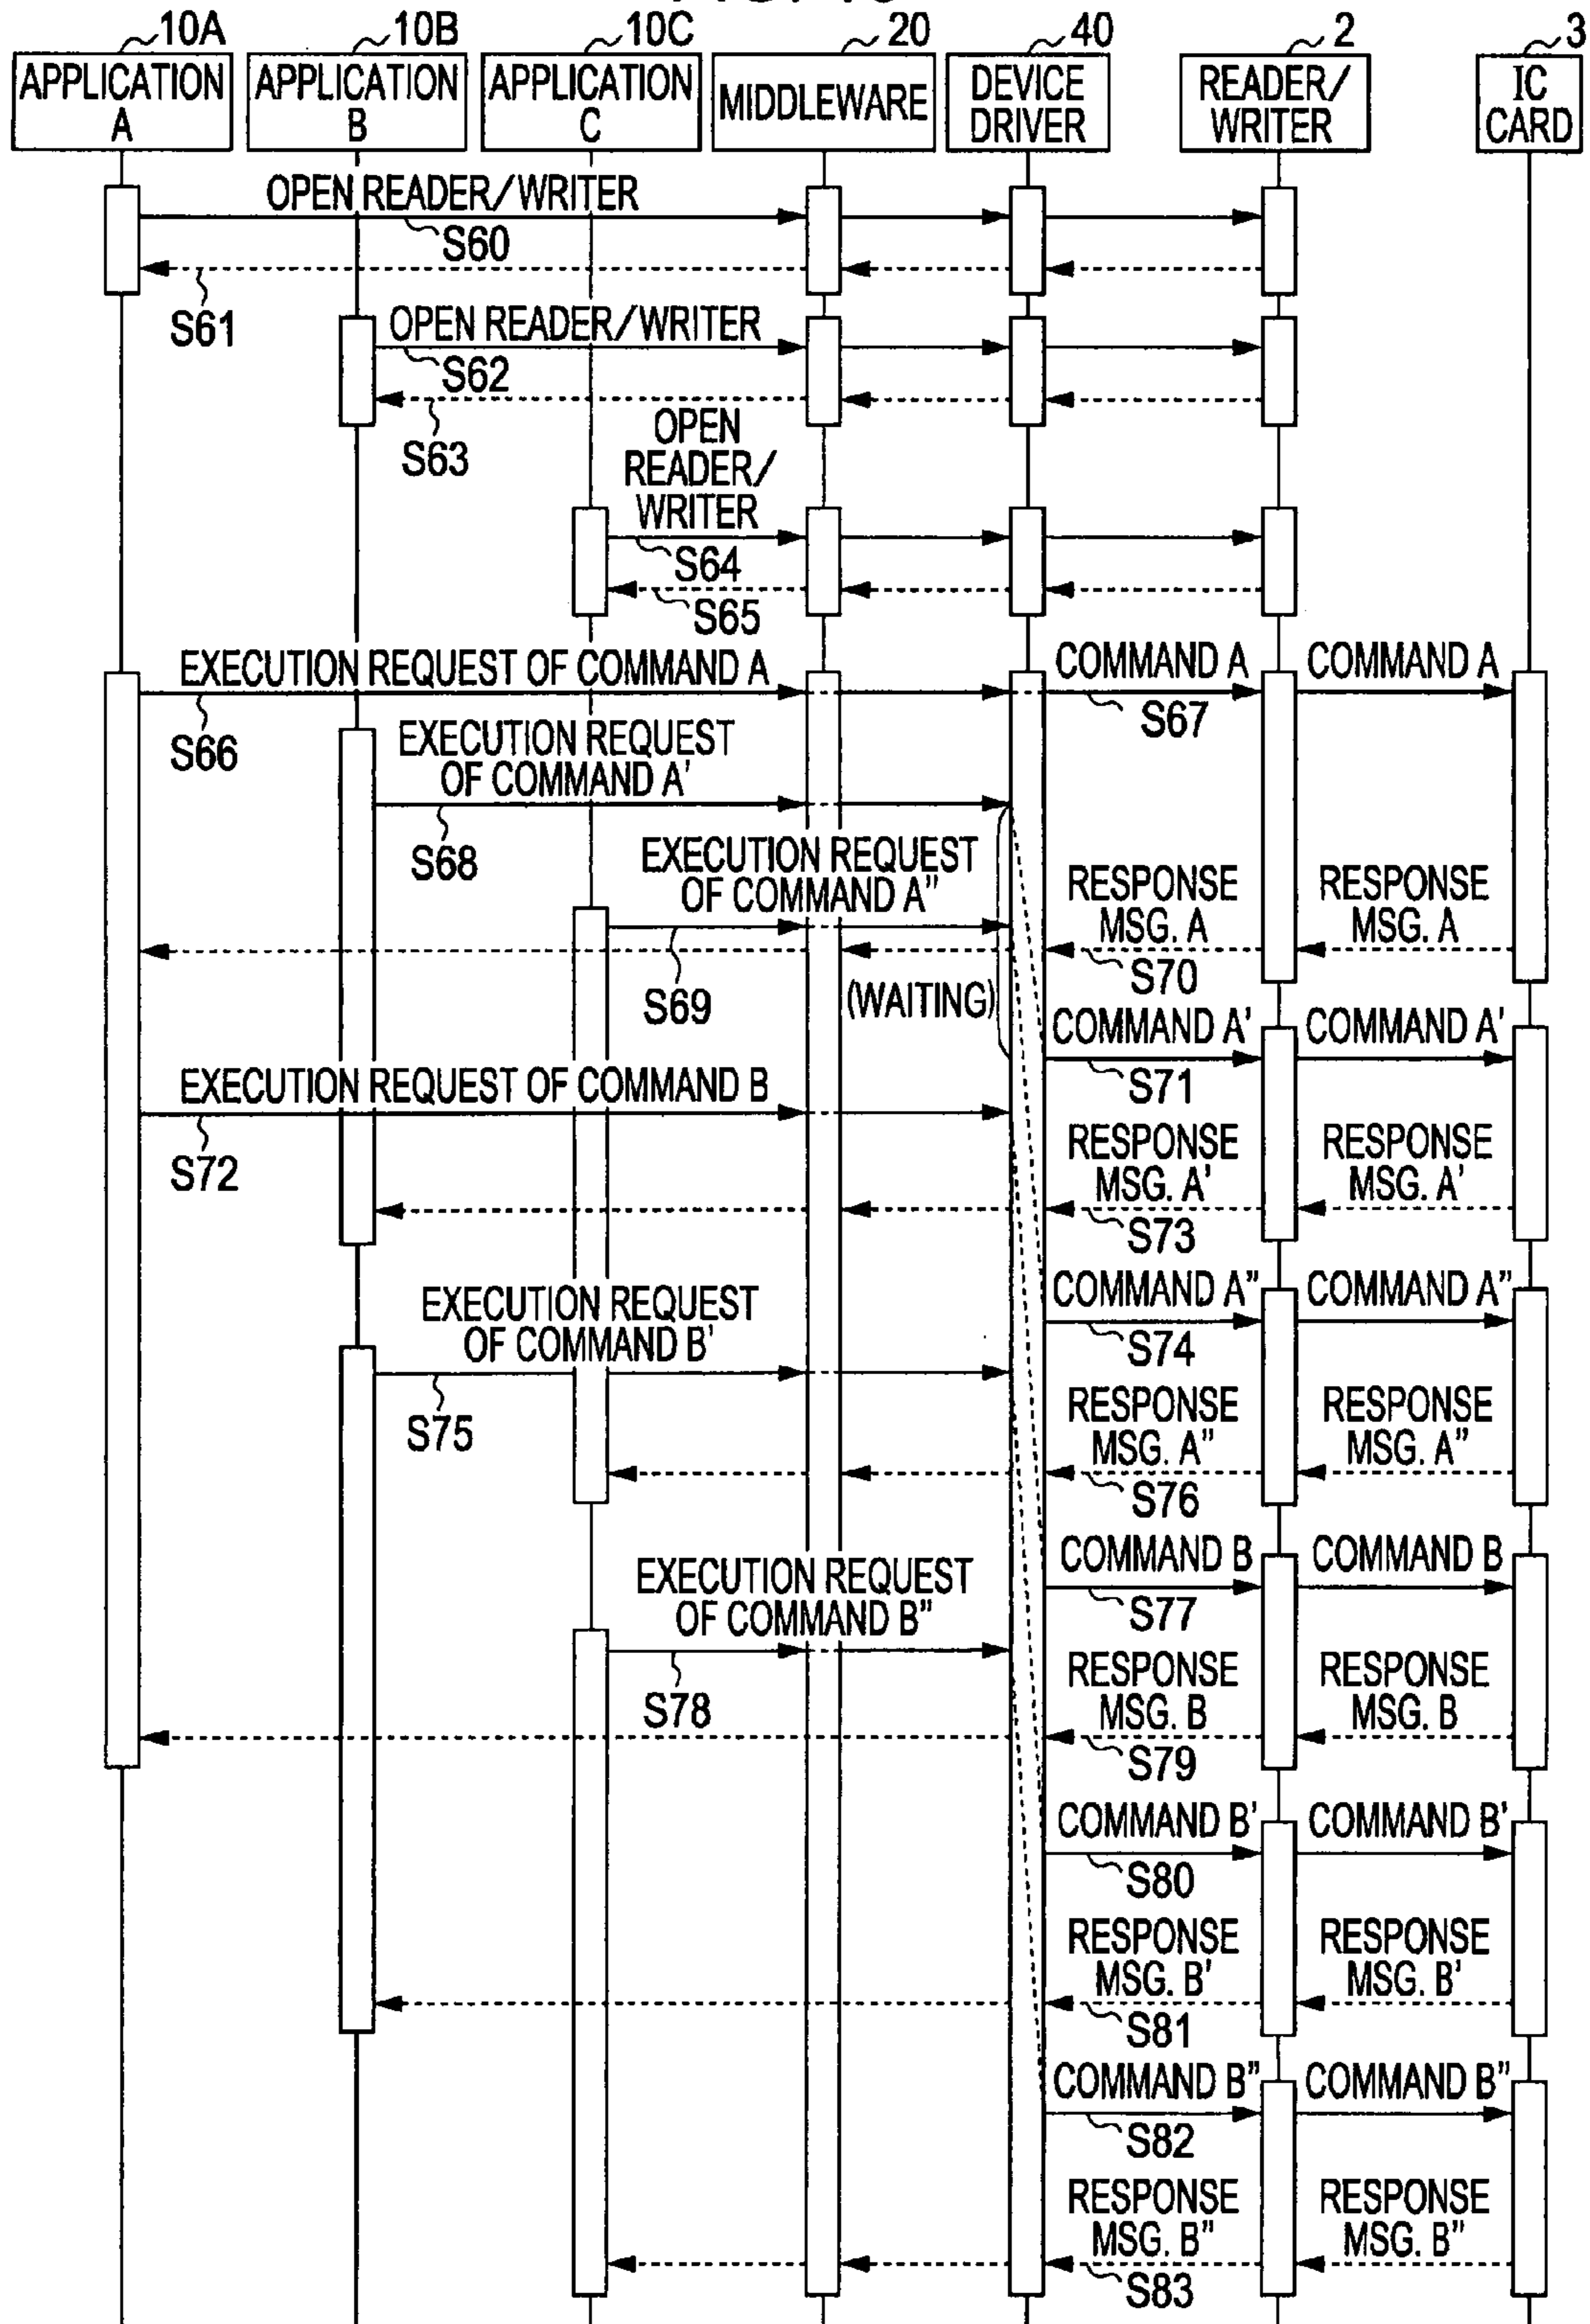 10A
10B
10C
20
40
2
3
APPLICATION
A
APPLICATION
B
APPLICATION
C
MIDDLEWARE
DEVICE
DRIVER
READER/
WRITER
IC
CARD
OPEN READER/WRITER
S60
S61
OPEN READER/WRITER
S62
S63
OPEN
READER/
WRITER
S64
S65
EXECUTION REQUEST OF COMMAND A
COMMAND A
COMMAND A
S66
S67
EXECUTION REQUEST
OF COMMAND A'
S68
EXECUTION REQUEST
OF COMMAND A"
RESPONSE
MSG. A
RESPONSE
MSG. A
S69
S70
(WAITING)
COMMAND A'
COMMAND A'
S71
EXECUTION REQUEST OF COMMAND B
S72
RESPONSE
MSG. A'
RESPONSE
MSG. A'
S73
COMMAND A"
COMMAND A"
S74
EXECUTION REQUEST
OF COMMAND B'
S75
RESPONSE
MSG. A"
RESPONSE
MSG. A"
S76
COMMAND B
COMMAND B
S77
EXECUTION REQUEST
OF COMMAND B"
S78
RESPONSE
MSG. B
RESPONSE
MSG. B
S79
COMMAND B'
COMMAND B'
S80
RESPONSE
MSG. B'
RESPONSE
MSG. B'
S81
COMMAND B"
COMMAND B"
S82
RESPONSE
MSG. B"
RESPONSE
MSG. B"
S83